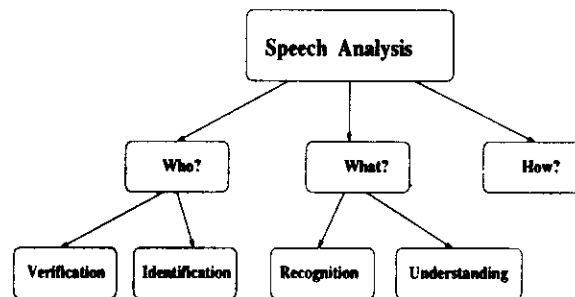 Speech Analysis
Who?
What?
How?
Verification
Identification
Recognition
Understanding